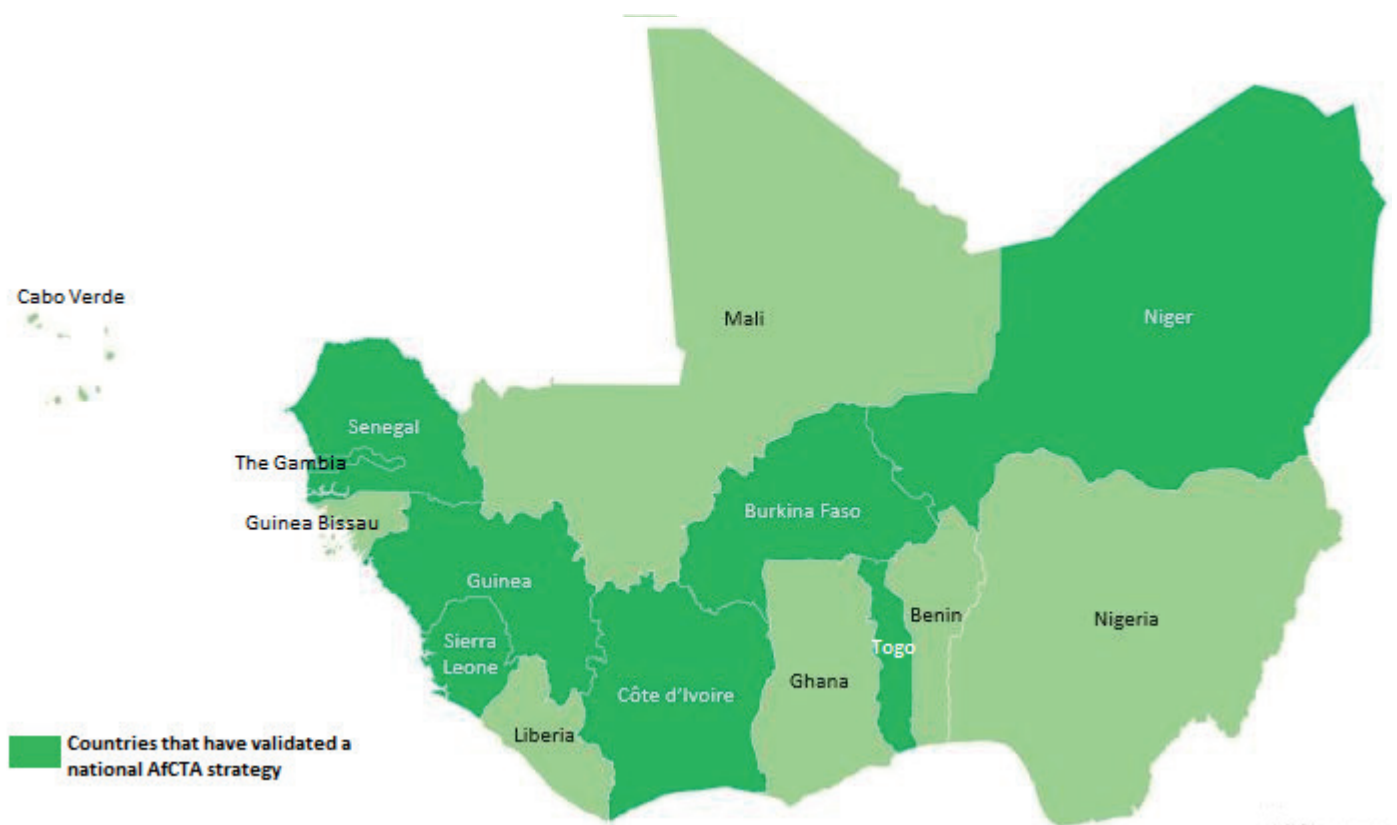 Cabo Verde
Mali
Niger
Senegal
The Gambia
Guinea Bissau
Burkina Faso
Guinea
Benin
Nigeria
Sierra
Leone
Togo
Ghana
Côte d'Ivoire
Liberia
Countries that have validated a
national AfCTA strategy